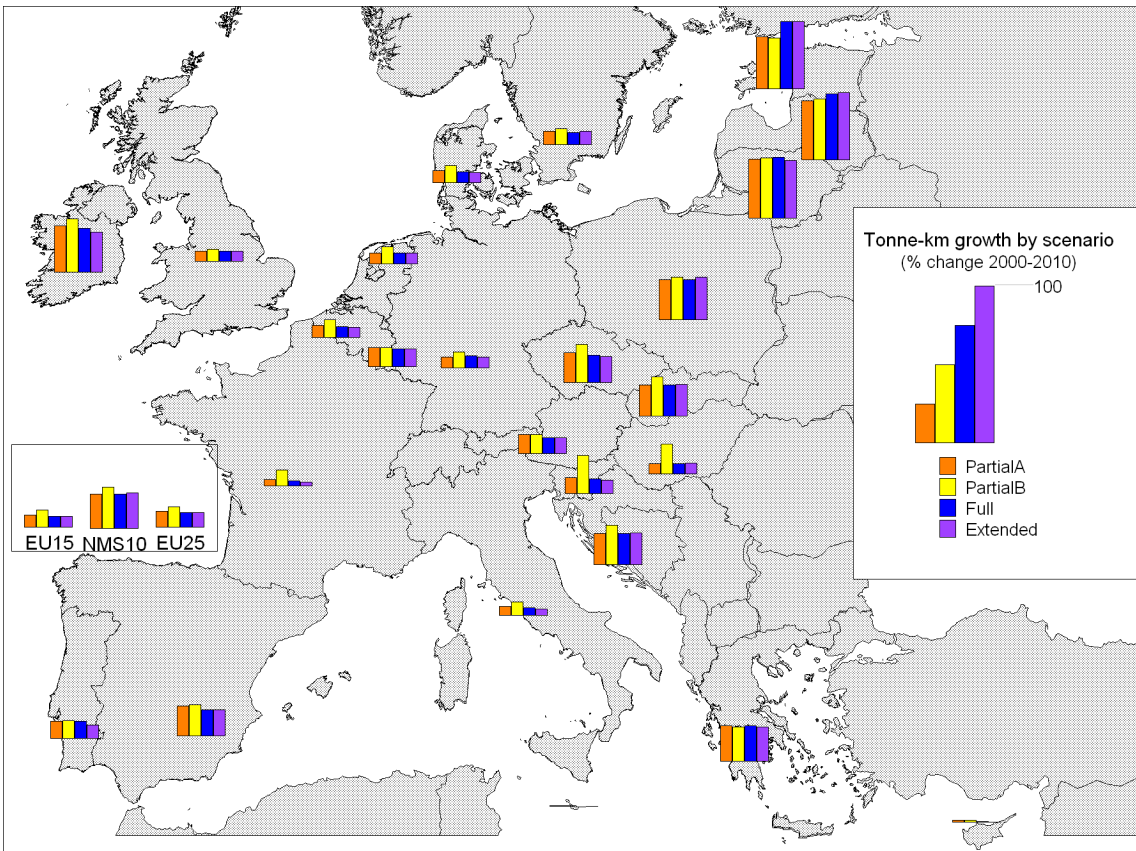 Tonne-km growth by scenario
(% change 2000-2010)
100
PartialA
PartialB
Full
Extended
EU15 NMS10 EU25